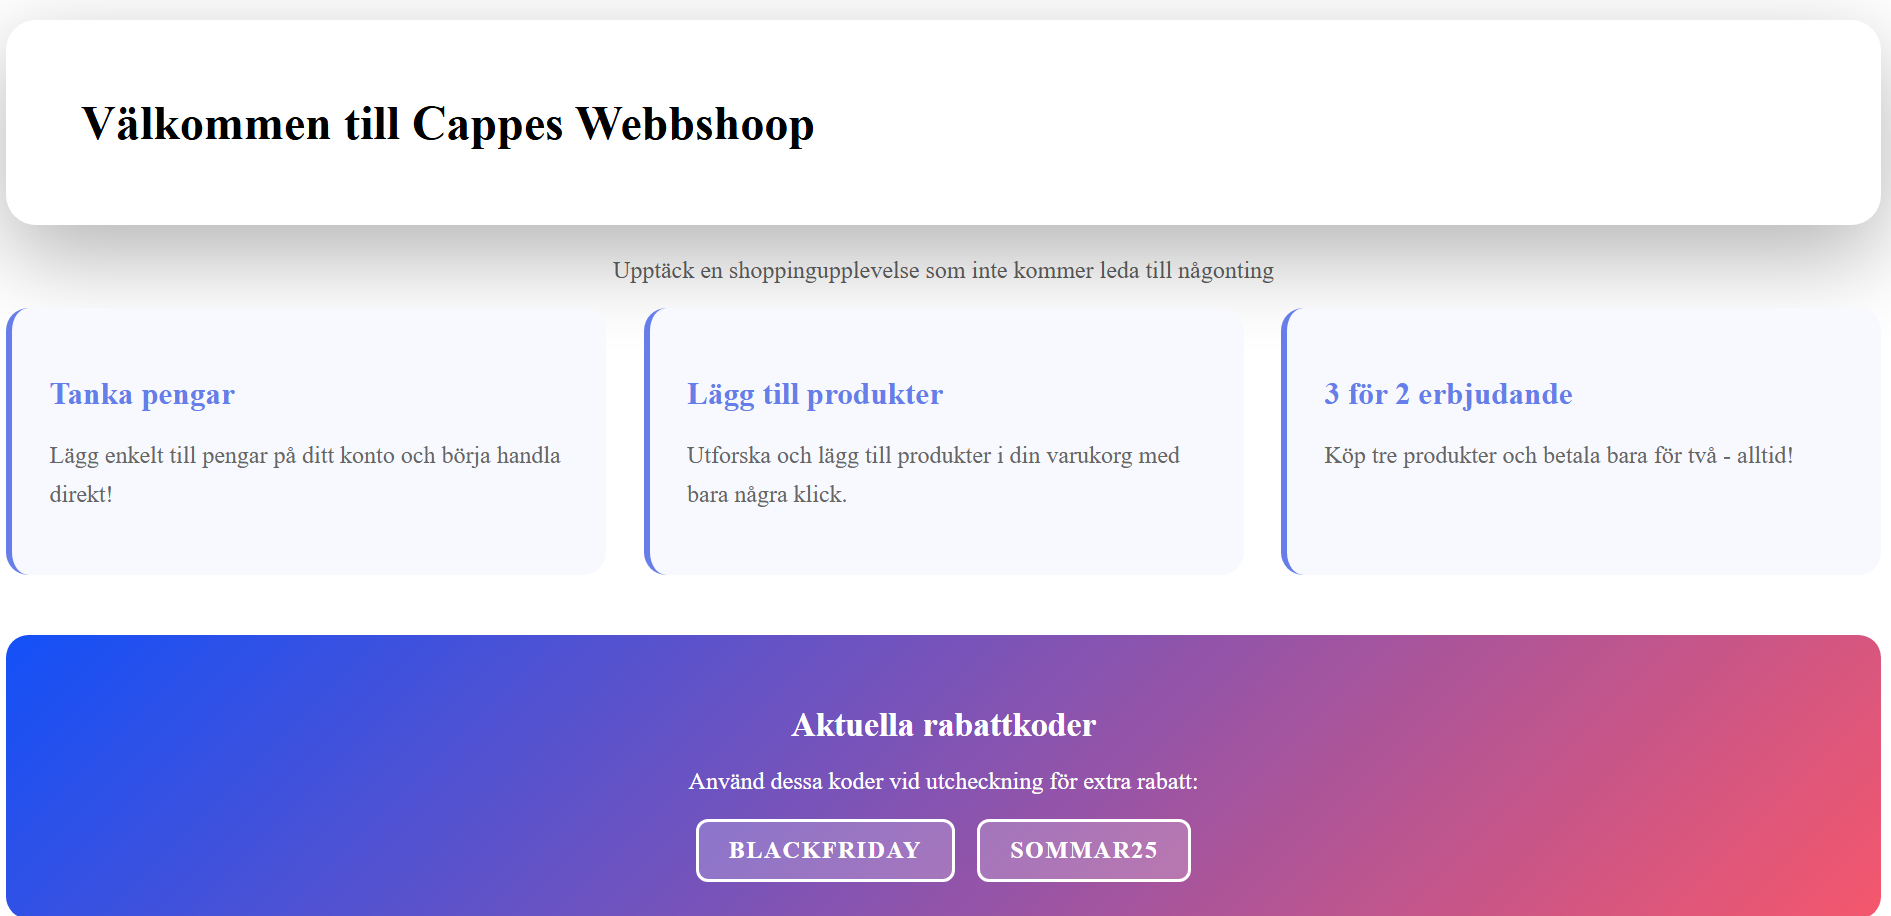 Välkommen till Cappes Webbshoop
Upptäck en shoppingupplevelse som inte kommer leda till någonting
Tanka pengar
Lägg enkelt till pengar på ditt konto och börja handla
direkt!
Lägg till produkter
Utforska och lägg till produkter i din varukorg med
bara några klick.
3 för 2 erbjudande
Köp tre produkter och betala bara för två - alltid!
Aktuella rabattkoder
Använd dessa koder vid utcheckning för extra rabatt:
BLACKFRIDAY
SOMMAR25